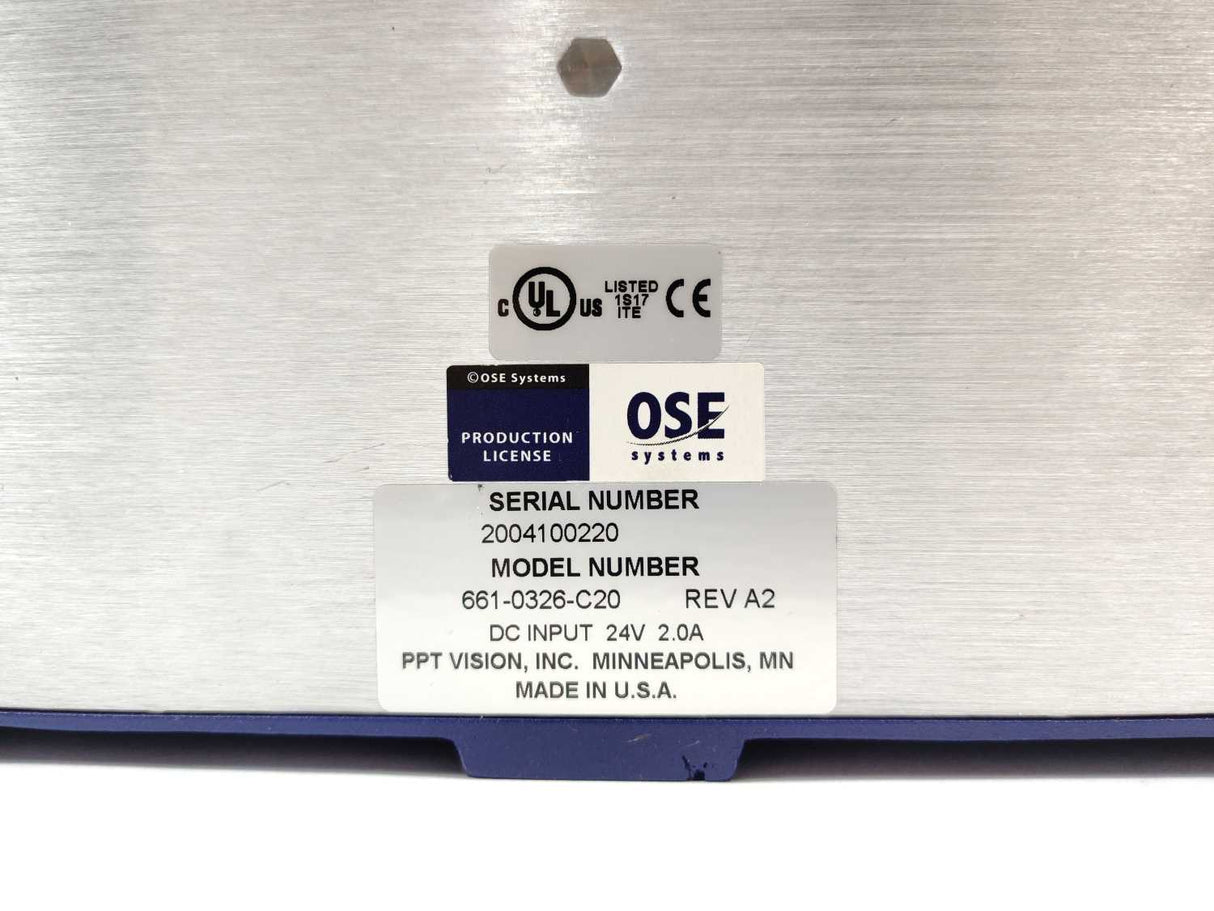 C UL US LISTED 1S17 ITE CE
©OSE Systems
PRODUCTION
LICENSE
OSE
systems
SERIAL NUMBER
2004100220
MODEL NUMBER
661-0326-C20 REV A2
DC INPUT 24V 2.0A
PPT VISION, INC. MINNEAPOLIS, MN
MADE IN U.S.A.